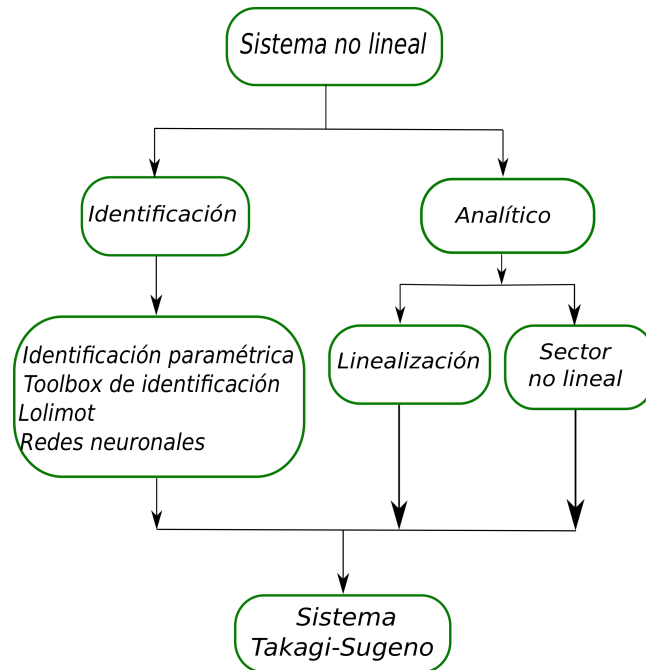 Sistema no lineal
Identificación
Analítico
Identificación paramétrica
Toolbox de identificación
Lolimot
Redes neuronales
Linealización
Sector
no lineal
Sistema
Takagi-Sugeno